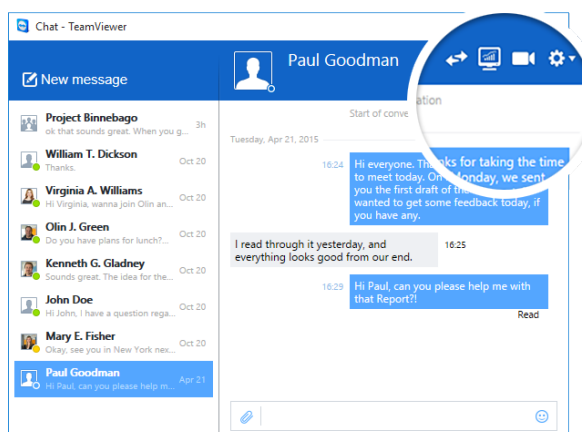 Chat - TeamViewer
New message
Project Binnebago
3h
ok that sounds great. When you g...
William T. Dickson
Thanks.
Oct 20
Virginia A. Williams
Hi Virginia, wanna join Olin an...
Oct 20
Olin J. Green
Do you have plans for lunch?...
Oct 20
Kenneth G. Gladney
Sounds great. The idea for the...
Oct 20
John Doe
Hi John, I have a question rega...
Oct 20
Mary E. Fisher
Okay, see you in New York nex...
Oct 20
Paul Goodman
Hi Paul, can you please help m...
Apr 21
Paul Goodman
Start of conve
ation
Tuesday, Apr 21, 2015
16:24
Hi everyone. Thanks for taking the time
to meet today. On Monday, we sent
you the first draft of the
wanted to get some feedback today, if
you have any.
I read through it yesterday, and
everything looks good from our end.
16:25
16:29
Hi Paul, can you please help me with
that Report?!
Read